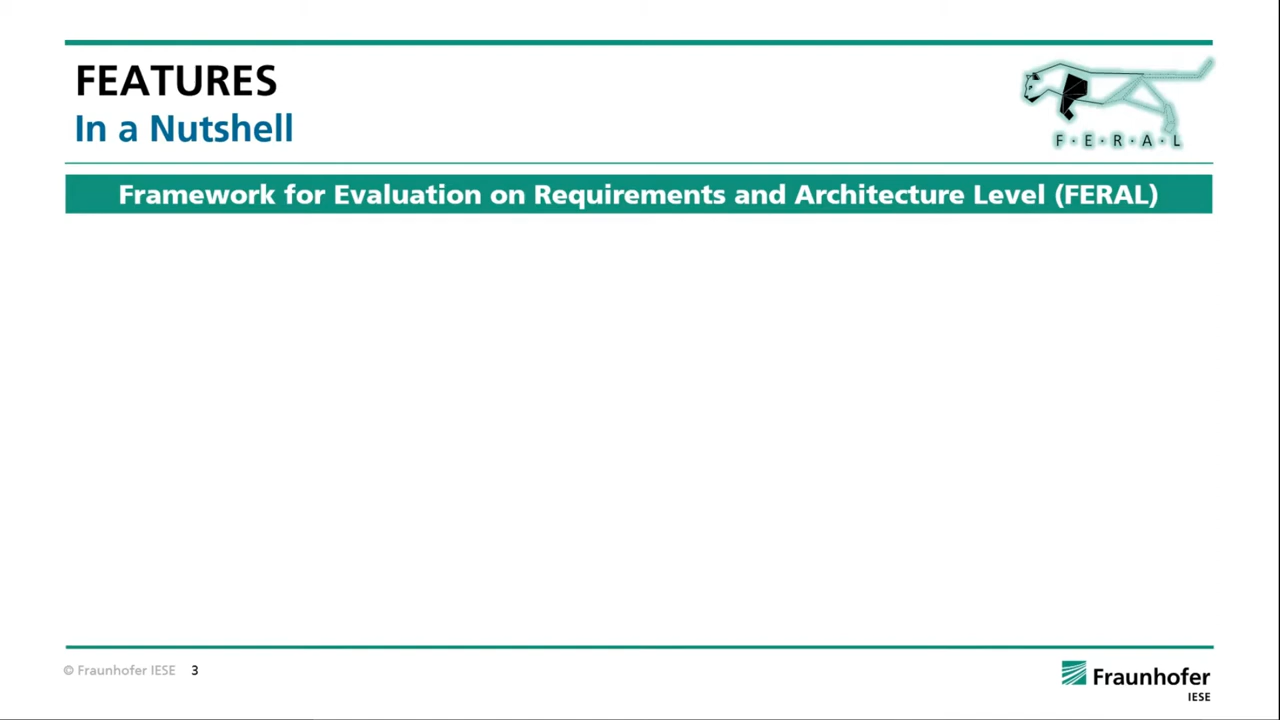 FEATURES
In a Nutshell
F·E·R·A·L
Framework for Evaluation on Requirements and Architecture Level (FERAL)
© Fraunhofer IESE 3
Fraunhofer
IESE